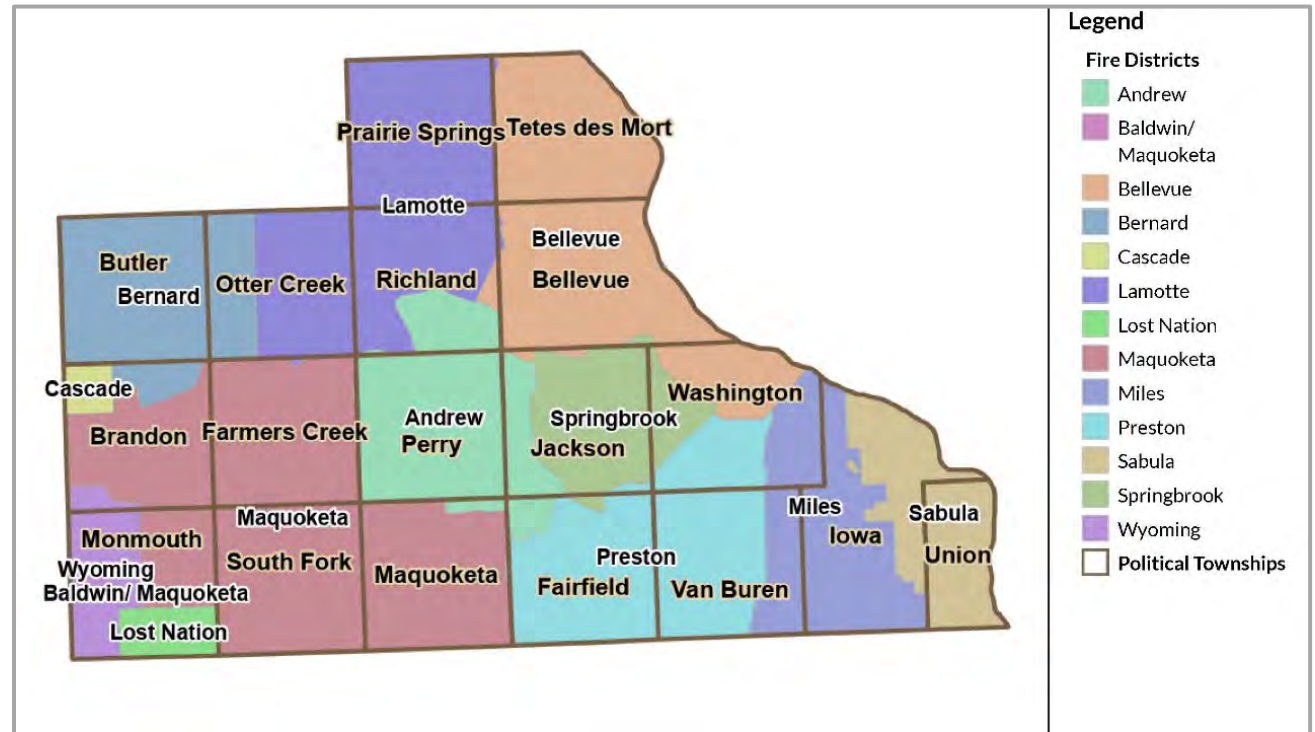 Prairie Springs
Tetes des Mort
Lamotte
Bellevue
Butler
Bernard
Otter Creek
Richland
Bellevue
Cascade
Brandon
Farmers Creek
Andrew
Perry
Springbrook
Jackson
Washington
Monmouth
Maquoketa
South Fork
Wyoming
Baldwin/ Maquoketa
Lost Nation
Maquoketa
Preston
Fairfield
Van Buren
Miles
Iowa
Sabula
Union
Legend
Fire Districts
Andrew
Baldwin/
Maquoketa
Bellevue
Bernard
Cascade
Lamotte
Lost Nation
Maquoketa
Miles
Preston
Sabula
Springbrook
Wyoming
Political Townships